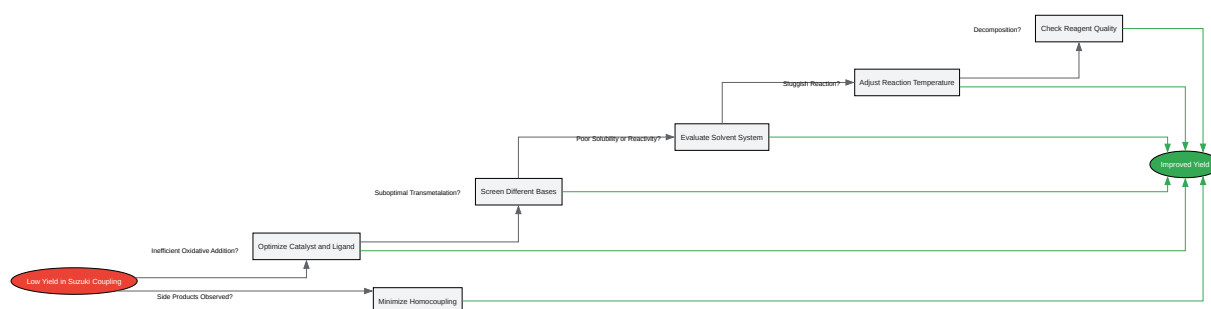 Decomposition?
Check Reagent Quality
Sluggish Reaction?
Adjust Reaction Temperature
Poor Solubility or Reactivity?
Evaluate Solvent System
Improved Yield
Suboptimal Transmetalation?
Screen Different Bases
Inefficient Oxidative Addition?
Optimize Catalyst and Ligand
Low Yield in Suzuki Coupling
Side Products Observed?
Minimize Homocoupling